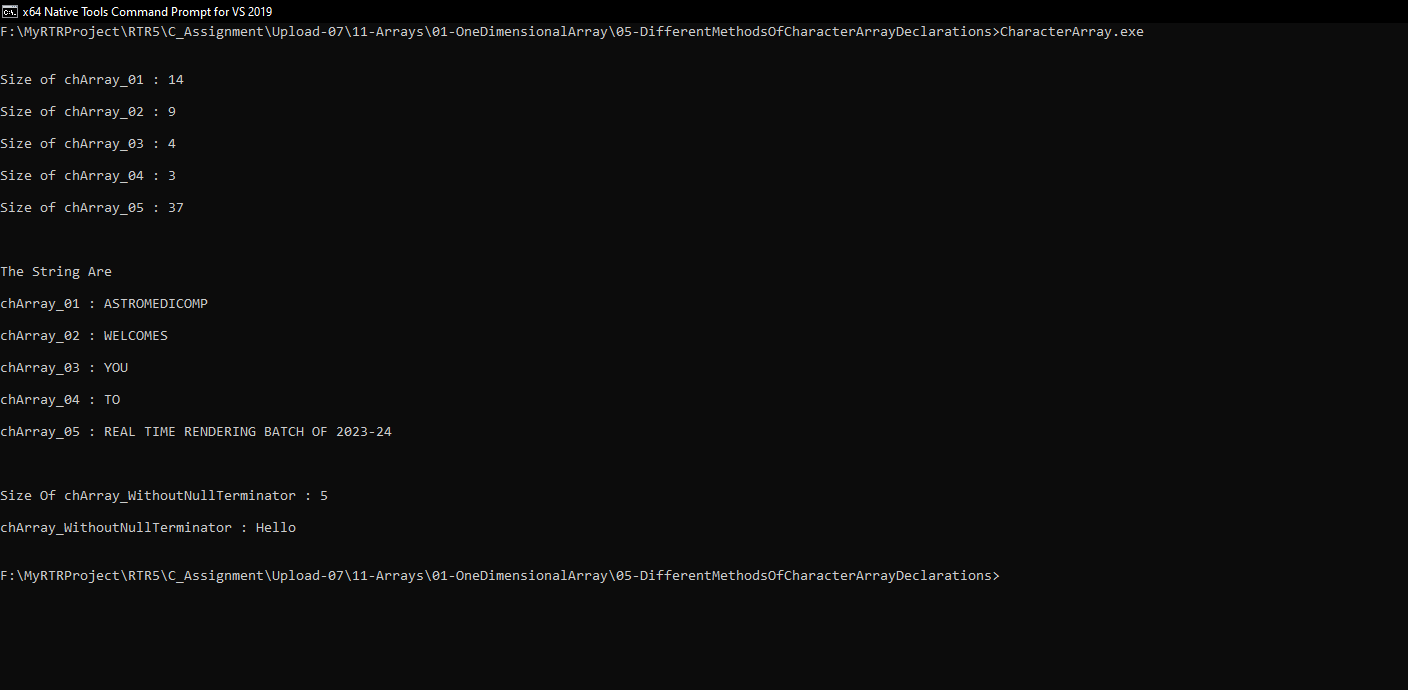 x64 Native Tools Command Prompt for VS 2019
F:\MyRTRProject\RTR5\C_Assignment\Upload-07\11-Arrays\01-OneDimensionalArray\05-DifferentMethodsOfCharacterArrayDeclarations>CharacterArray.exe
Size of chArray_01 : 14
Size of chArray_02 : 9
Size of chArray_03 : 4
Size of chArray_04 : 3
Size of chArray_05 : 37
The String Are
chArray_01 : ASTROMEDICOMP
chArray_02 : WELCOMES
chArray_03 : YOU
chArray_04 : TO
chArray_05 : REAL TIME RENDERING BATCH OF 2023-24
Size Of chArray_WithoutNullTerminator : 5
chArray_WithoutNullTerminator : Hello
F:\MyRTRProject\RTR5\C_Assignment\Upload-07\11-Arrays\01-OneDimensionalArray\05-DifferentMethodsOfCharacterArrayDeclarations>